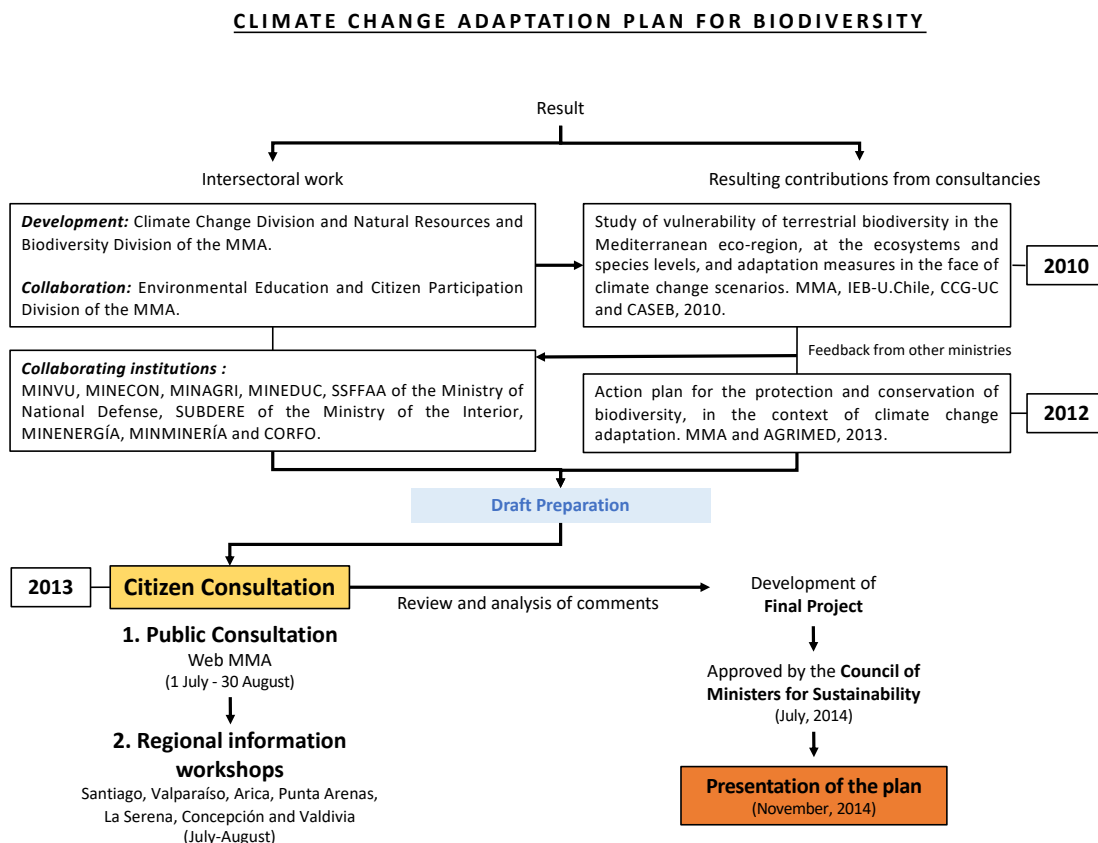 CLIMATE CHANGE ADAPTATION PLAN FOR BIODIVERSITY
Result
Intersectoral work
Resulting contributions from consultancies
Development: Climate Change Division and Natural Resources and
Biodiversity Division of the MMA.
Collaboration: Environmental Education and Citizen Participation
Division of the MMA.
Study of vulnerability of terrestrial biodiversity in the
Mediterranean eco-region, at the ecosystems and
species levels, and adaptation measures in the face of
climate change scenarios. MMA, IEB-U.Chile, CCG-UC
and CASEB, 2010.
2010
Collaborating institutions :
MINVU, MINECON, MINAGRI, MINEDUC, SSFFAA of the Ministry of
National Defense, SUBDERE of the Ministry of the Interior,
MINENERGÍA, MINMINERÍA and CORFO.
Feedback from other ministries
Action plan for the protection and conservation of
biodiversity, in the context of climate change
adaptation. MMA and AGRIMED, 2013.
2012
Draft Preparation
2013
Citizen Consultation
Review and analysis of comments
Development of
Final Project
1. Public Consultation
Web MMA
(1 July - 30 August)
Approved by the Council of
Ministers for Sustainability
(July, 2014)
2. Regional information
workshops
Santiago, Valparaíso, Arica, Punta Arenas,
La Serena, Concepción and Valdivia
(July-August)
Presentation of the plan
(November, 2014)